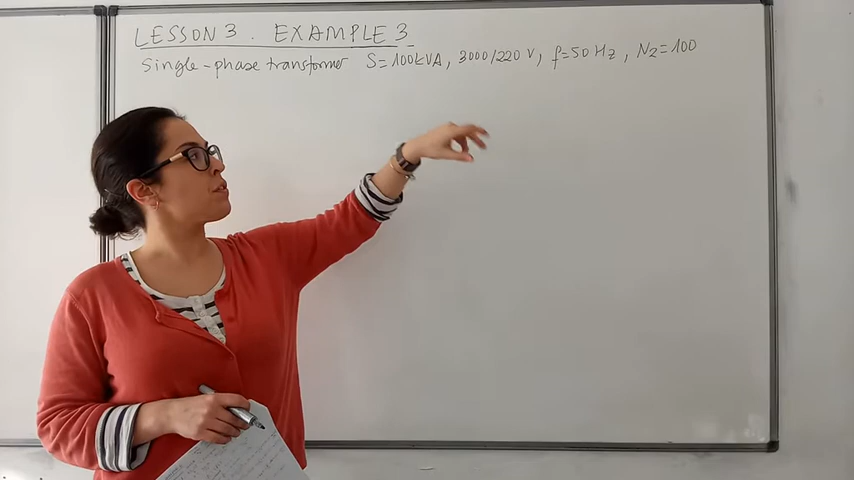 LESSON 3. EXAMPLE 3
Single-phase transformer S=100kVA, 3000/220 V, f=50 Hz, N2=100